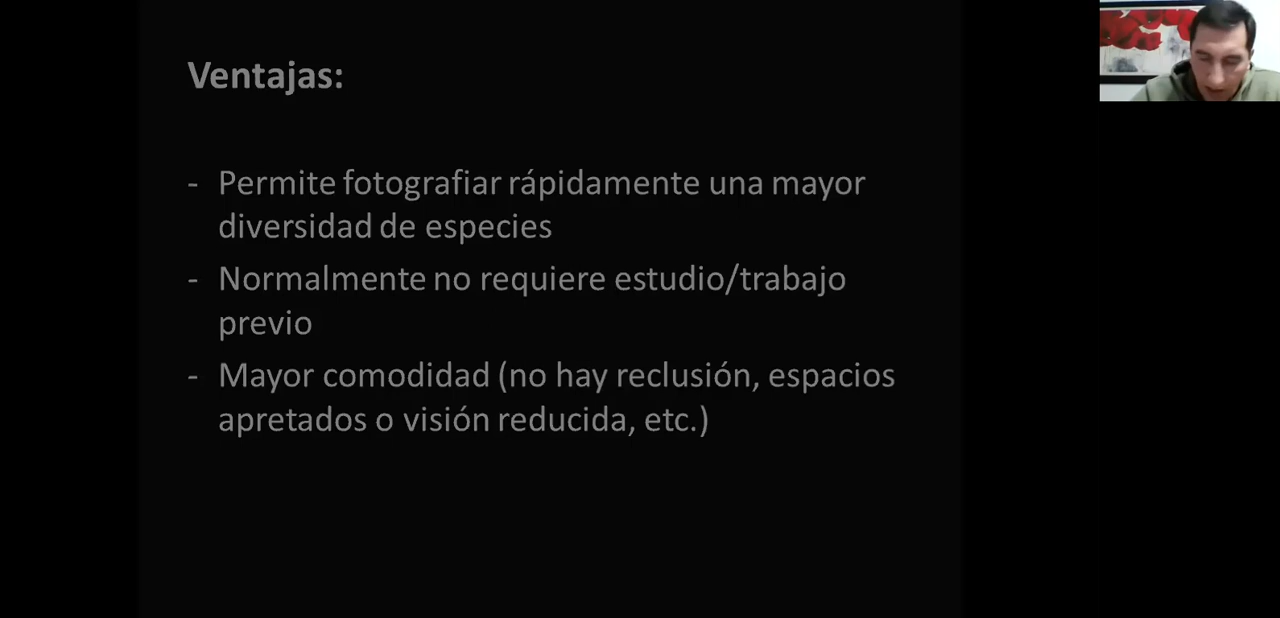 Ventajas:
- Permite fotografiar rápidamente una mayor
diversidad de especies
- Normalmente no requiere estudio/trabajo
previo
- Mayor comodidad (no hay reclusión, espacios
apretados o visión reducida, etc.)